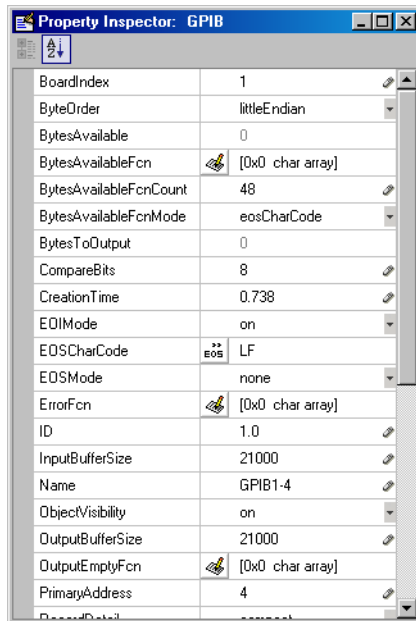 Property Inspector: GPIB
BoardIndex 1
ByteOrder littleEndian
BytesAvailable 0
BytesAvailableFcn [0x0 char array]
BytesAvailableFcnCount 48
BytesAvailableFcnMode eosCharCode
BytesToOutput 0
CompareBits 8
CreationTime 0.738
EOIMode on
EOSCharCode EOS LF
EOSMode none
ErrorFcn [0x0 char array]
ID 1.0
InputBufferSize 21000
Name GPIB1-4
ObjectVisibility on
OutputBufferSize 21000
OutputEmptyFcn [0x0 char array]
PrimaryAddress 4